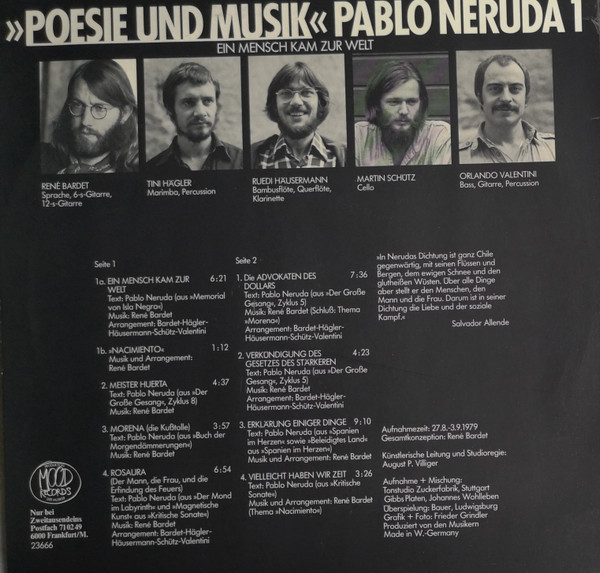 »POESIE UND MUSIK« PABLO NERUDA 1
EIN MENSCH KAM ZUR WELT
RENÉ BARDET
Sprache, 6-s-Gitarre,
12-s-Gitarre
TINI HÄGLER
Marimba, Percussion
RUEDI HÄUSERMANN
Bambusflöte, Querflöte,
Klarinette
MARTIN SCHÜTZ
Cello
ORLANDO VALENTINI
Bass, Gitarre, Percussion
Seite 1
1a. EIN MENSCH KAM ZUR 6:21
WELT
Text: Pablo Neruda (aus »Memorial
von Isla Negra«)
Musik: René Bardet
Arrangement: Bardet-Hägler-
Häusermann-Schütz-Valentini
1b. »NACIMIENTO« 1:12
Musik und Arrangement:
René Bardet
2. MEISTER HUERTA 4:37
Text: Pablo Neruda (aus »Der
Große Gesang«, Zyklus 8)
Musik: René Bardet
3. MORENA (die Kußtolle) 3:57
Text: Pablo Neruda (aus »Buch der
Morgendämmerungen«)
Musik: René Bardet
4. ROSAURA 6:54
(Der Mann, die Frau, und die
Erfindung des Feuers)
Text: Pablo Neruda (aus »Der Mond
im Labyrinth« und »Magnetische
Kunst« aus »Kritische Sonate«)
Musik: René Bardet
Arrangement: Bardet-Hägler-
Häusermann-Schütz-Valentini
Seite 2
1. Die ADVOKATEN DES 7:36
DOLLARS
Text: Pablo Neruda (aus »Der Große
Gesang«, Zyklus 5)
Musik: René Bardet (Schluß: Thema
»Morena«)
Arrangement: Bardet-Hägler-
Häusermann-Schütz-Valentini
2. VERKÜNDIGUNG DES 4:23
GESETZES DES STÄRKEREN
Text: Pablo Neruda (aus »Der Große
Gesang«, Zyklus 5)
Musik: René Bardet
Arrangement: Bardet-Hägler-
Häusermann-Schütz-Valentini
3. ERKLÄRUNG EINIGER DINGE 9:10
Text: Pablo Neruda (aus »Spanien
im Herzen« sowie »Beleidigtes Land«
aus »Spanien im Herzen«)
Musik und Arrangement: René Bardet
4. VIELLEICHT HABEN WIR ZEIT 3:26
Text: Pablo Neruda (aus »Kritische
Sonate«)
Musik und Arrangement: René Bardet
(Thema »Nacimiento«)
»In Nerudas Dichtung ist ganz Chile
gegenwärtig, mit seinen Flüssen und
Bergen, dem ewigen Schnee und den
glutheißen Wüsten. Über alle Dinge
aber stellt er den Menschen, den
Mann und die Frau. Darum ist in seiner
Dichtung die Liebe und der soziale
Kampf.«
Salvador Allende
Aufnahmezeit: 27.8.-3.9.1979
Gesamtkonzeption: René Bardet
Künstlerische Leitung und Studioregie:
August P. Villiger
Aufnahme + Mischung:
Tonstudio Zuckerfabrik, Stuttgart
Gibbs Platen, Johannes Wohlleben
Überspielung: Bauer, Ludwigsburg
Grafik + Foto: Frieder Grindler
Produziert von den Musikern
Made in W.-Germany
MOOD
RECORDS
Nur bei
Zweitausendeins
Postfach 710249
6000 Frankfurt/M.
23666